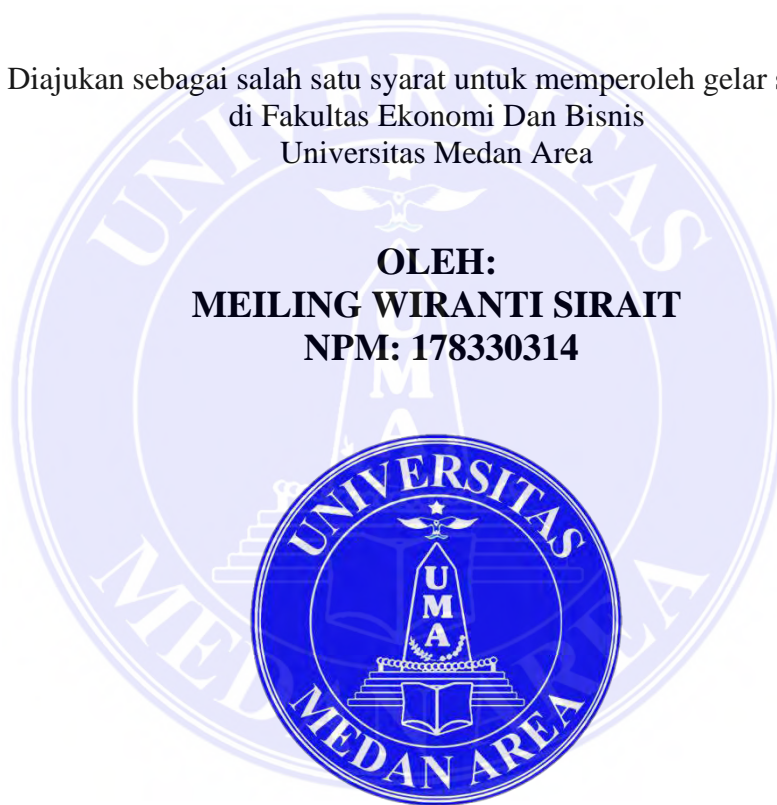 Diajukan sebagai salah satu syarat untuk memperoleh gelar
di Fakultas Ekonomi Dan Bisnis
Universitas Medan Area
OLEH:
MEILING WIRANTI SIRAIT
NPM: 178330314
UNIVERSITAS
UMA
MEDAN AREA